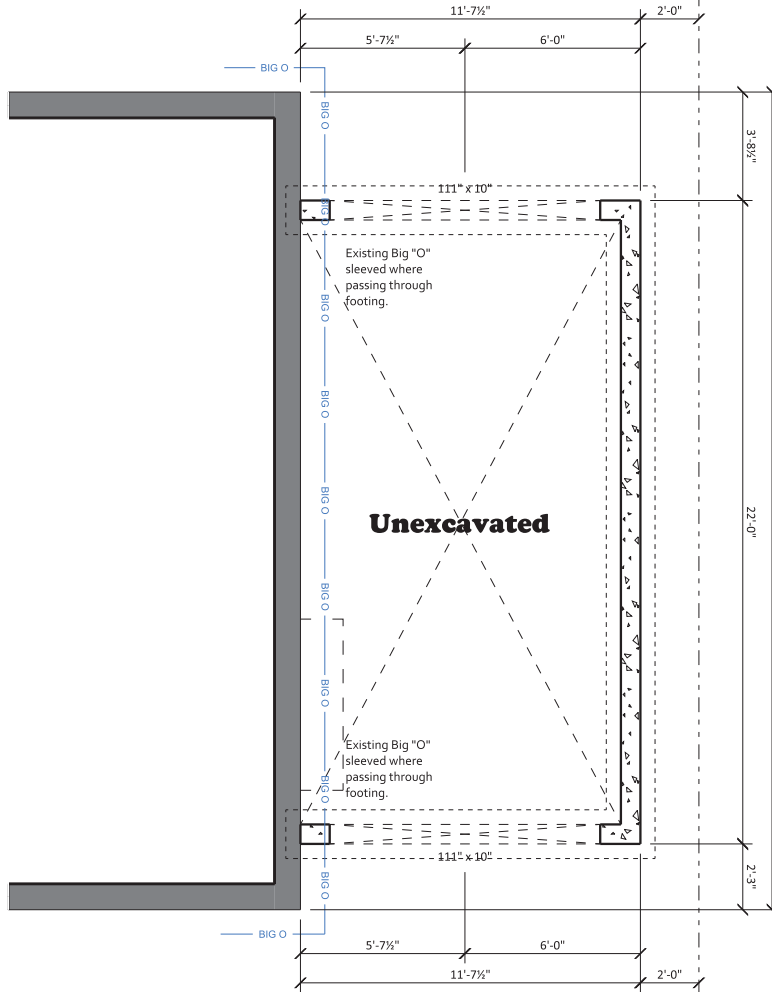 11'-7½"
2'-0"
5'-7½"
6'-0"
BIG O
BIG O
3'-8½"
111" x 10"
BIG O
Existing Big "O"
sleeved where
passing through
footing.
BIG O
BIG O
BIG O
Unexcavated
22'-0"
BIG O
BIG O
Existing Big "O"
sleeved where
passing through
footing.
BIG O
111" x 10"
BIG O
2'-3"
BIG O
5'-7½"
6'-0"
11'-7½"
2'-0"